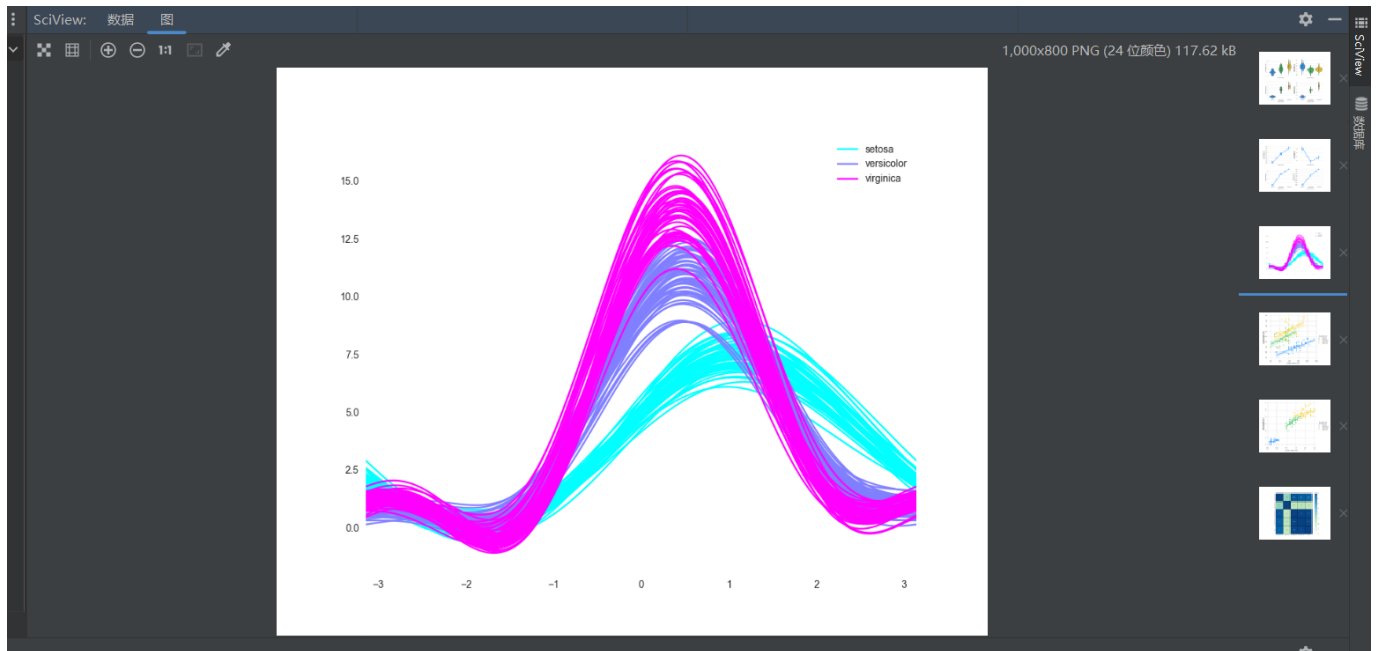 SciView: 数据 图
1:1
1,000x800 PNG (24 位颜色) 117.62 kB
SciView
数据库
setosa
versicolor
virginica
15.0
12.5
10.0
7.5
5.0
2.5
0.0
−3 −2 −1 0 1 2 3